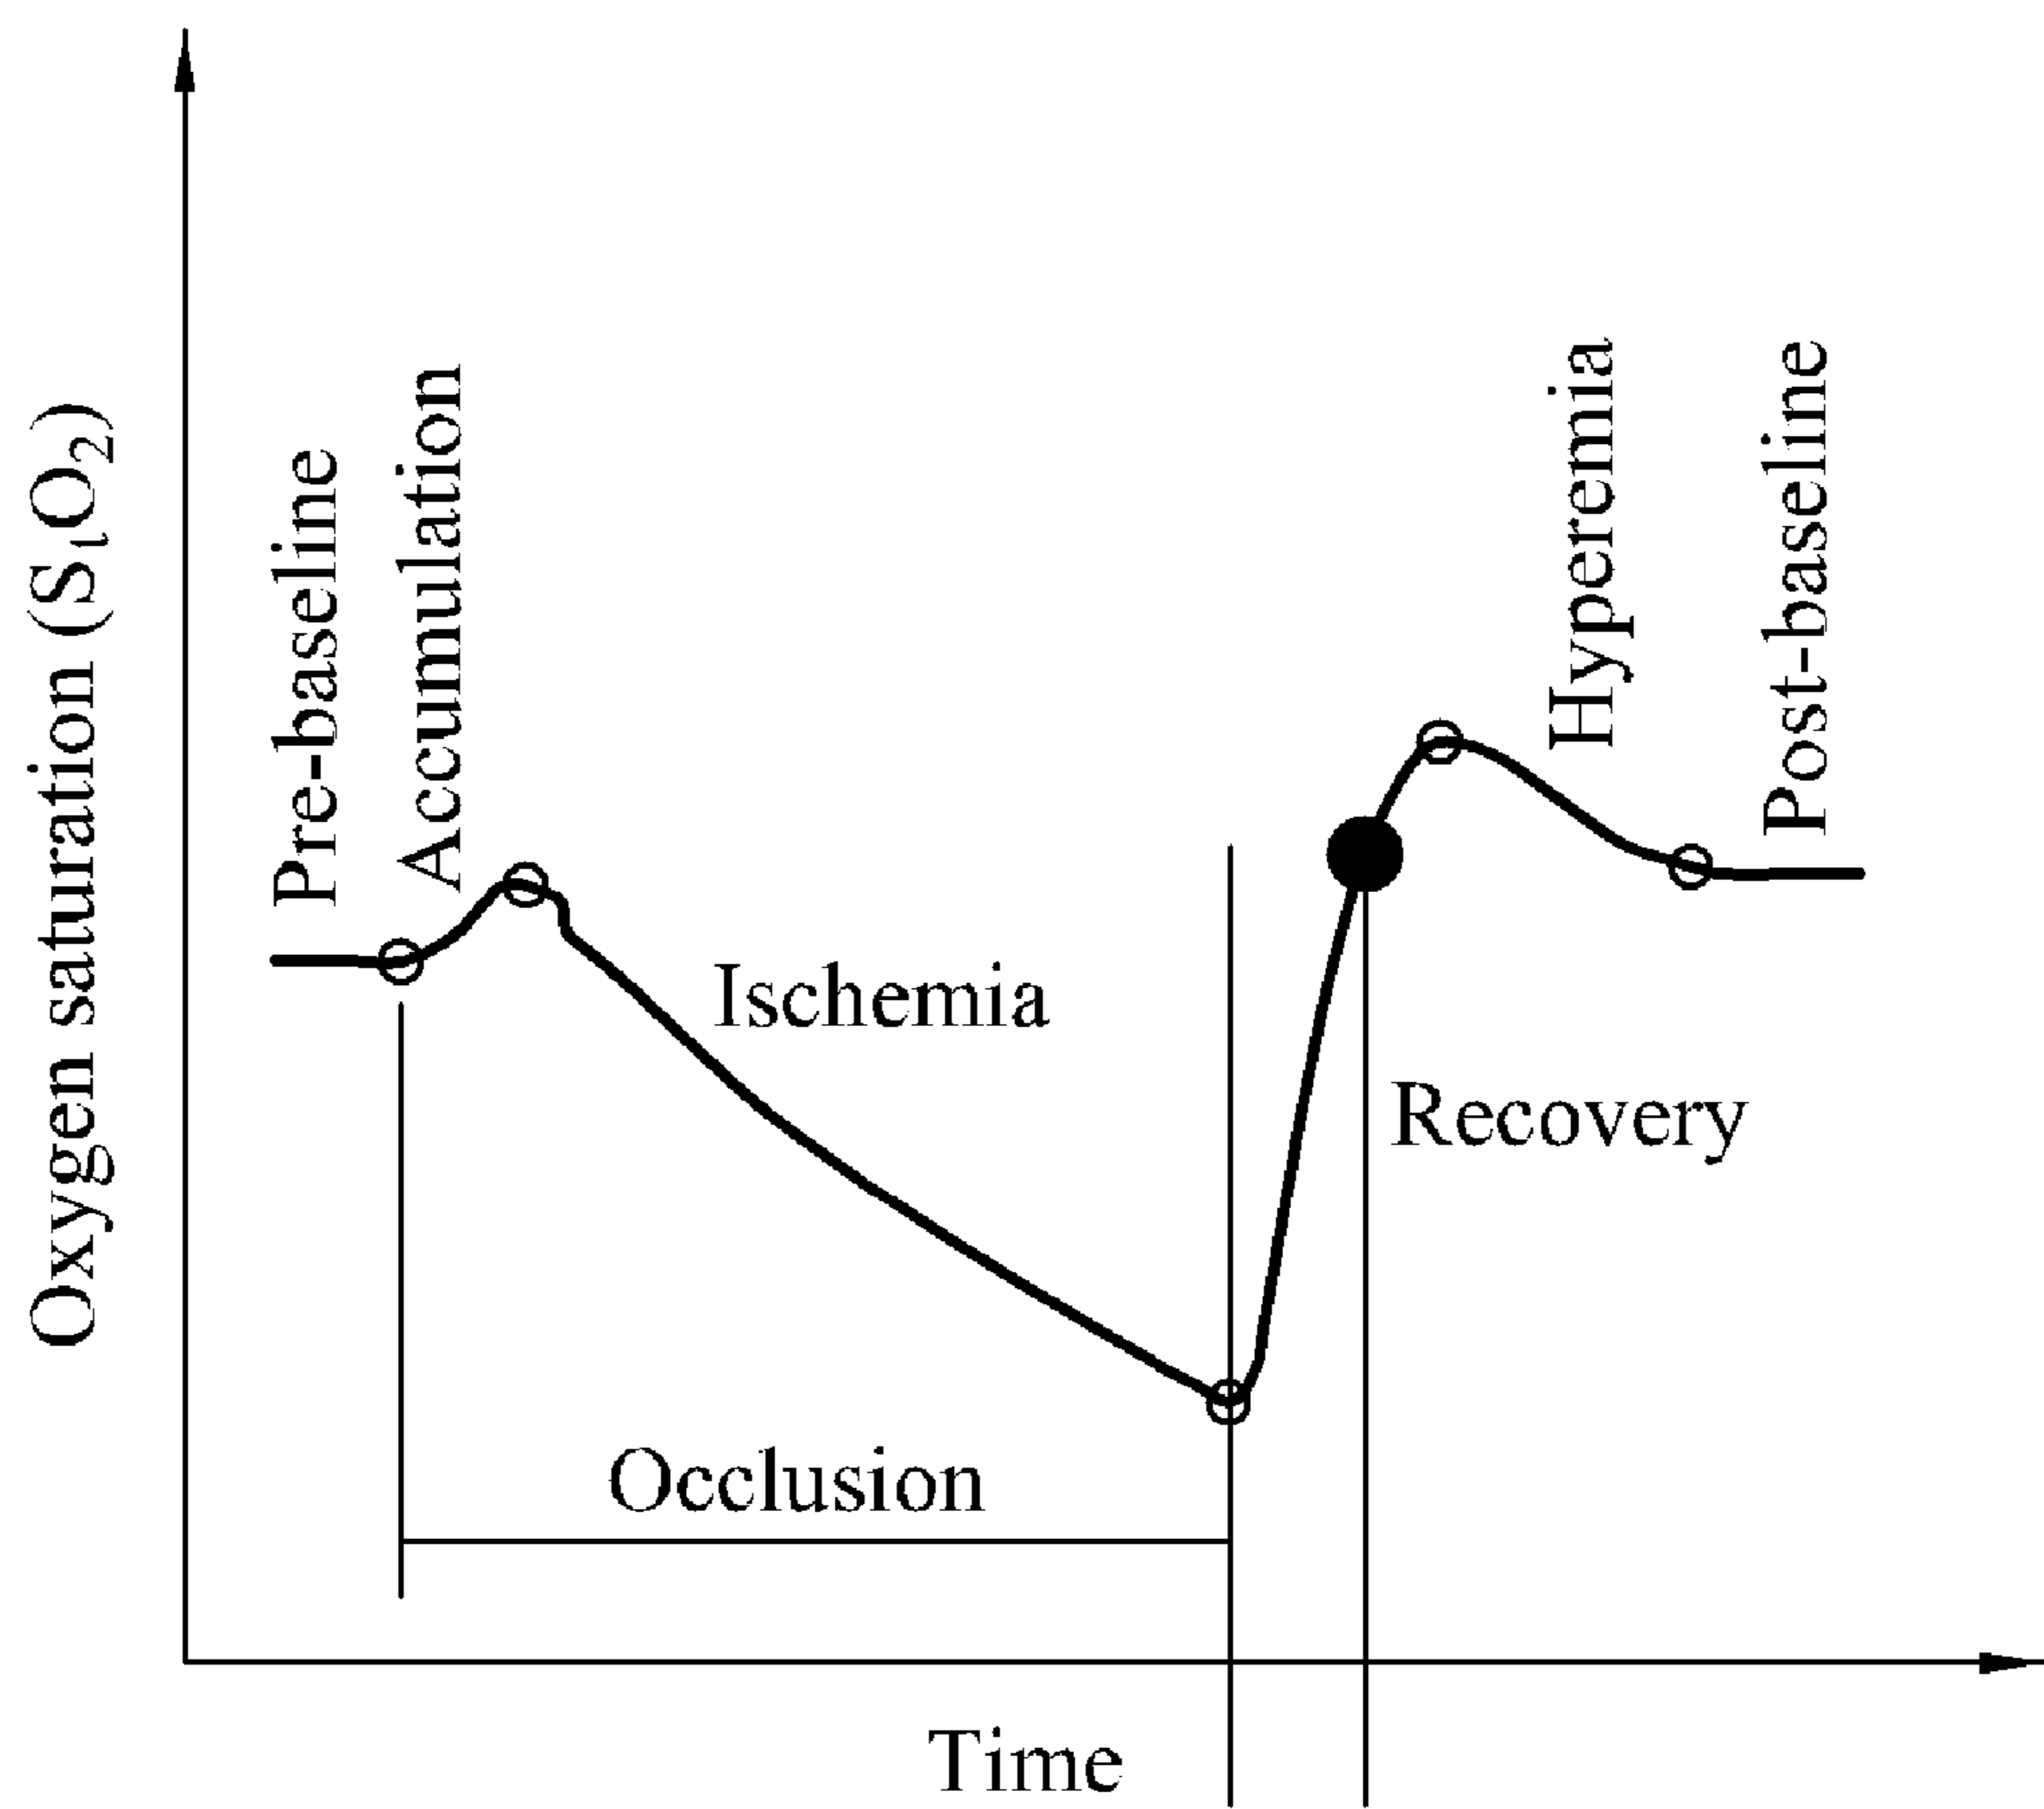 Oxygen saturation (StO2)
Pre-baseline
Accumulation
Ischemia
Occlusion
Recovery
Hyperemia
Post-baseline
Time